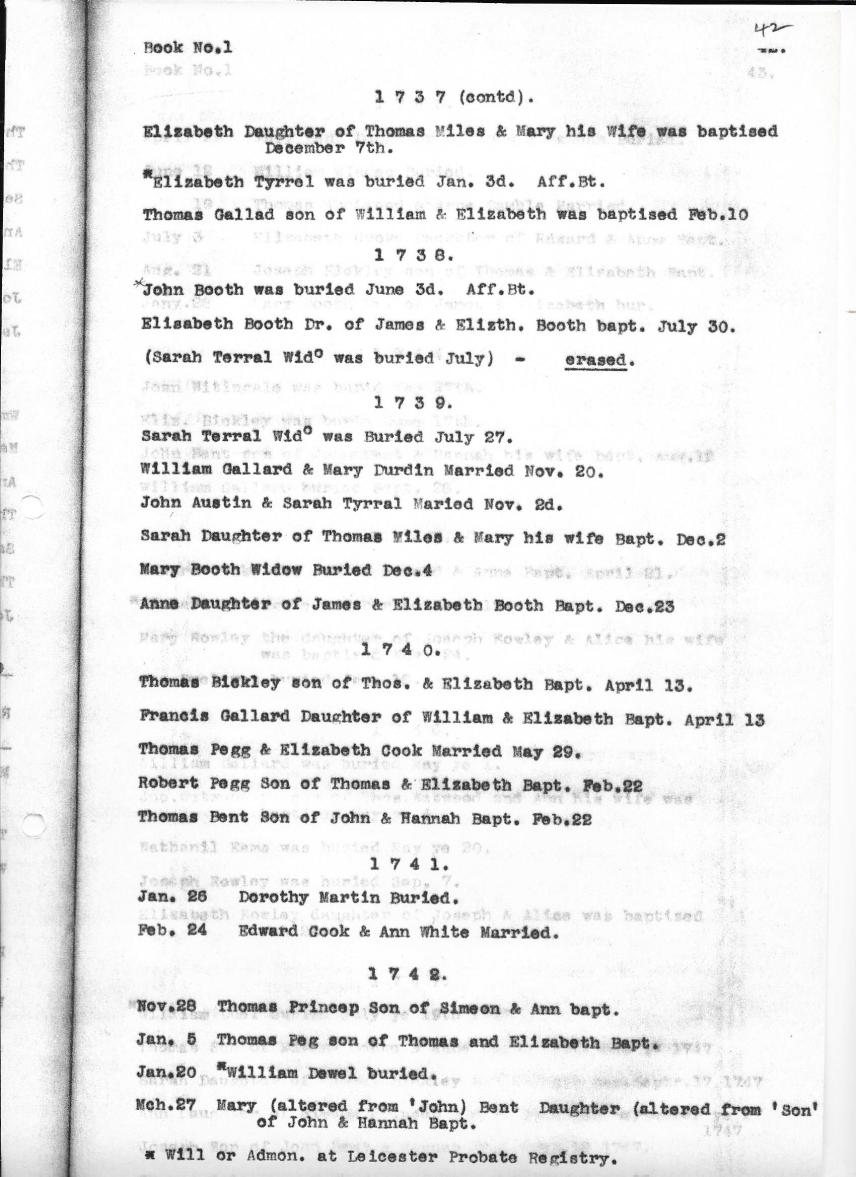 42
Book No.1
1 7 3 7 (contd).
Elizabeth Daughter of Thomas Miles & Mary his Wife was baptised
December 7th.
*Elizabeth Tyrrel was buried Jan. 3d. Aff.Bt.
Thomas Gallad son of William & Elizabeth was baptised Feb.10
1 7 3 8.
*John Booth was buried June 3d. Aff.Bt.
Elisabeth Booth Dr. of James & Elizth. Booth bapt. July 30.
(Sarah Terral Widº was buried July) - erased.
1 7 3 9.
Sarah Terral Widº was Buried July 27.
William Gallard & Mary Durdin Married Nov. 20.
John Austin & Sarah Tyrral Maried Nov. 2d.
Sarah Daughter of Thomas Miles & Mary his wife Bapt. Dec.2
Mary Booth Widow Buried Dec.4
Anne Daughter of James & Elizabeth Booth Bapt. Dec.23
1 7 4 0.
Thomas Bickley son of Thos. & Elizabeth Bapt. April 13.
Francis Gallard Daughter of William & Elizabeth Bapt. April 13
Thomas Pegg & Elizabeth Cook Married May 29.
Robert Pegg Son of Thomas & Elizabeth Bapt. Feb.22
Thomas Bent Son of John & Hannah Bapt. Feb.22
1 7 4 1.
Jan. 26 Dorothy Martin Buried.
Feb. 24 Edward Cook & Ann White Married.
1 7 4 2.
Nov.28 Thomas Princep Son of Simeon & Ann bapt.
Jan. 5 Thomas Peg son of Thomas and Elizabeth Bapt.
Jan.20 *William Dewel buried.
Mch.27 Mary (altered from 'John) Bent Daughter (altered from 'Son'
of John & Hannah Bapt.
* Will or Admon. at Leicester Probate Registry.